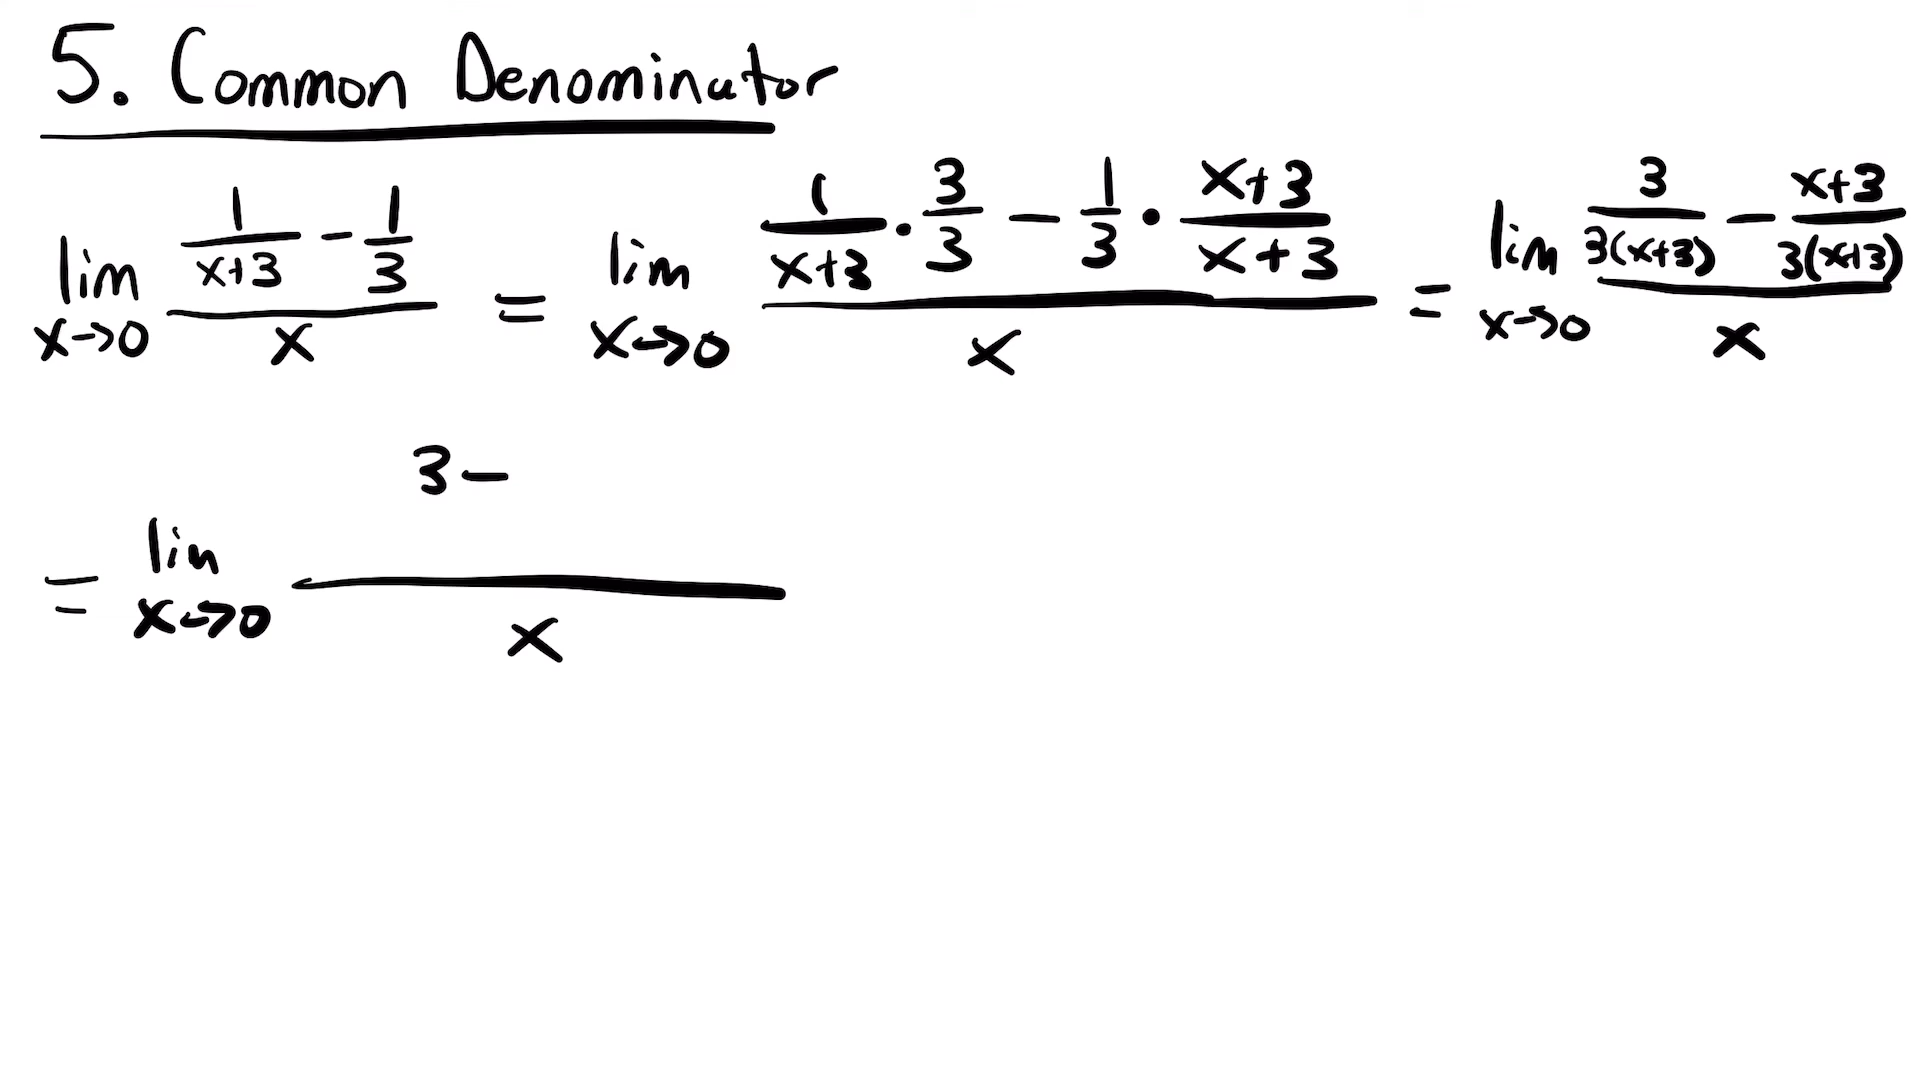 5. Common Denominator
lim x→0 (1/(x+3) - 1/3)/x = lim x→0 (1/(x+3) · 3/3 - 1/3 · (x+3)/(x+3))/x = lim x→0 (3/(3(x+3)) - (x+3)/(3(x+3)))/x
= lim x→0 (3 -)/x